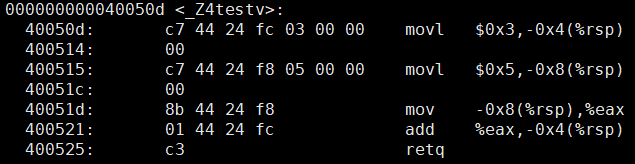 000000000040050d <_Z4testv>:
  40050d:       c7 44 24 fc 03 00 00    movl   $0x3,-0x4(%rsp)
  400514:       00
  400515:       c7 44 24 f8 05 00 00    movl   $0x5,-0x8(%rsp)
  40051c:       00
  40051d:       8b 44 24 f8             mov    -0x8(%rsp),%eax
  400521:       01 44 24 fc             add    %eax,-0x4(%rsp)
  400525:       c3                      retq